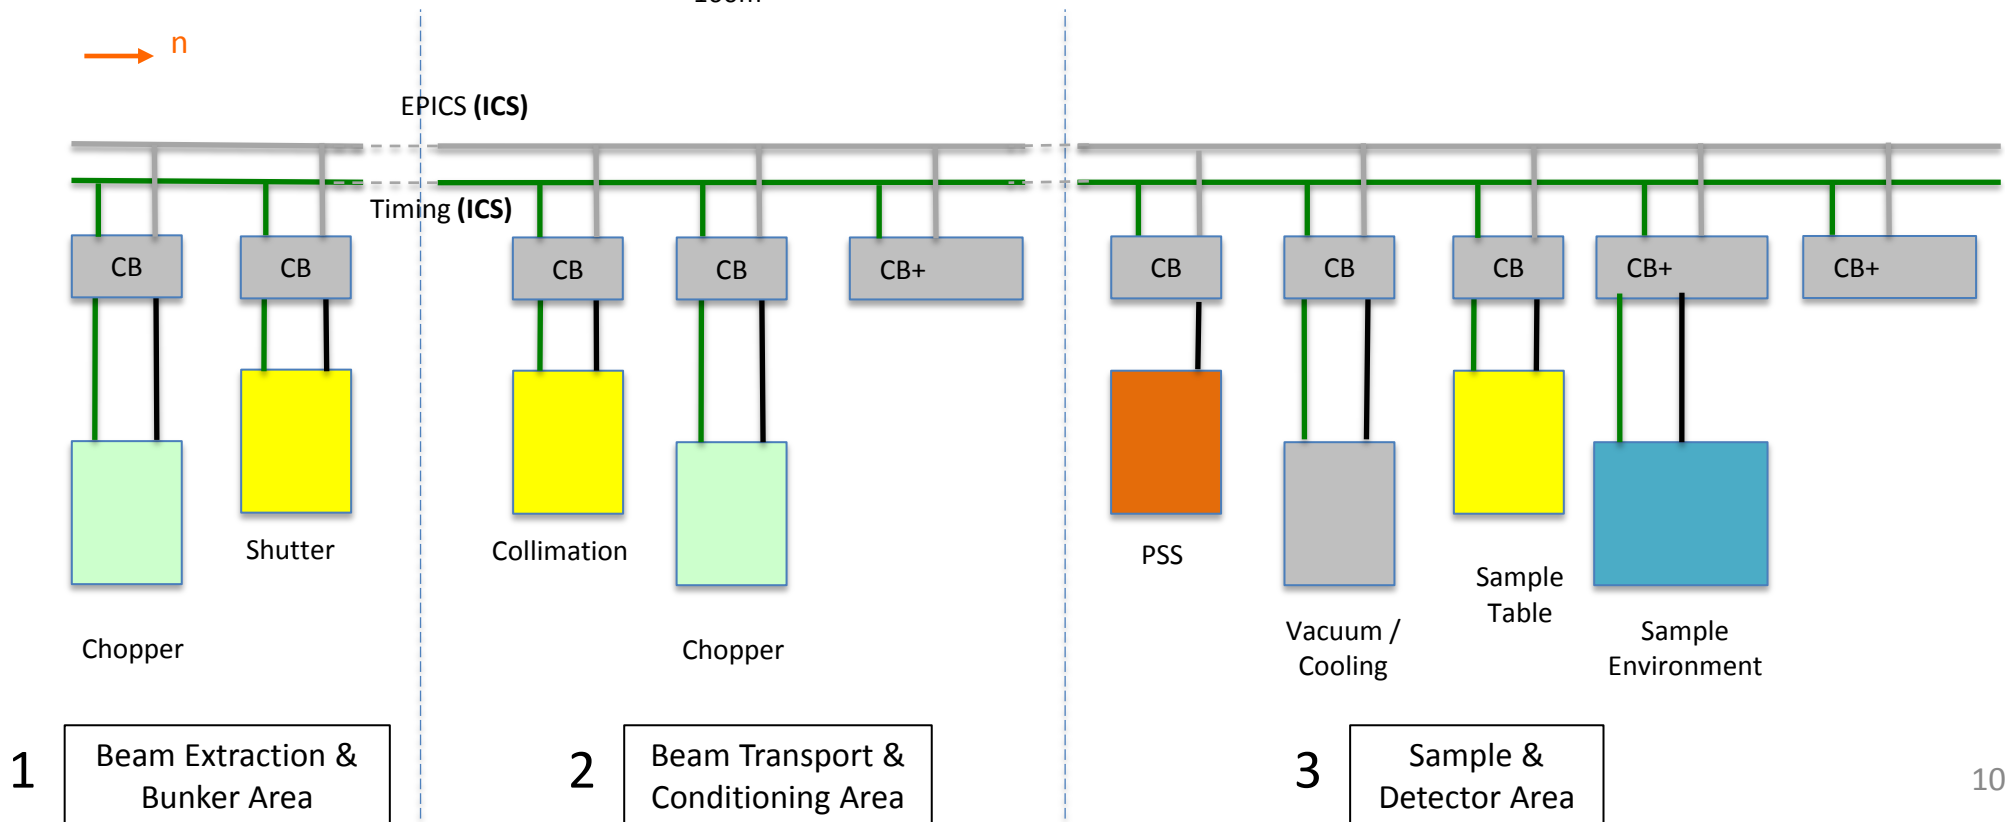 n
EPICS (ICS)
Timing (ICS)
CB
CB
CB
CB
CB+
CB
CB
CB
CB+
CB+
Shutter
Collimation
PSS
Sample
Table
Chopper
Chopper
Vacuum /
Cooling
Sample
Environment
1
Beam Extraction &
Bunker Area
2
Beam Transport &
Conditioning Area
3
Sample &
Detector Area
10